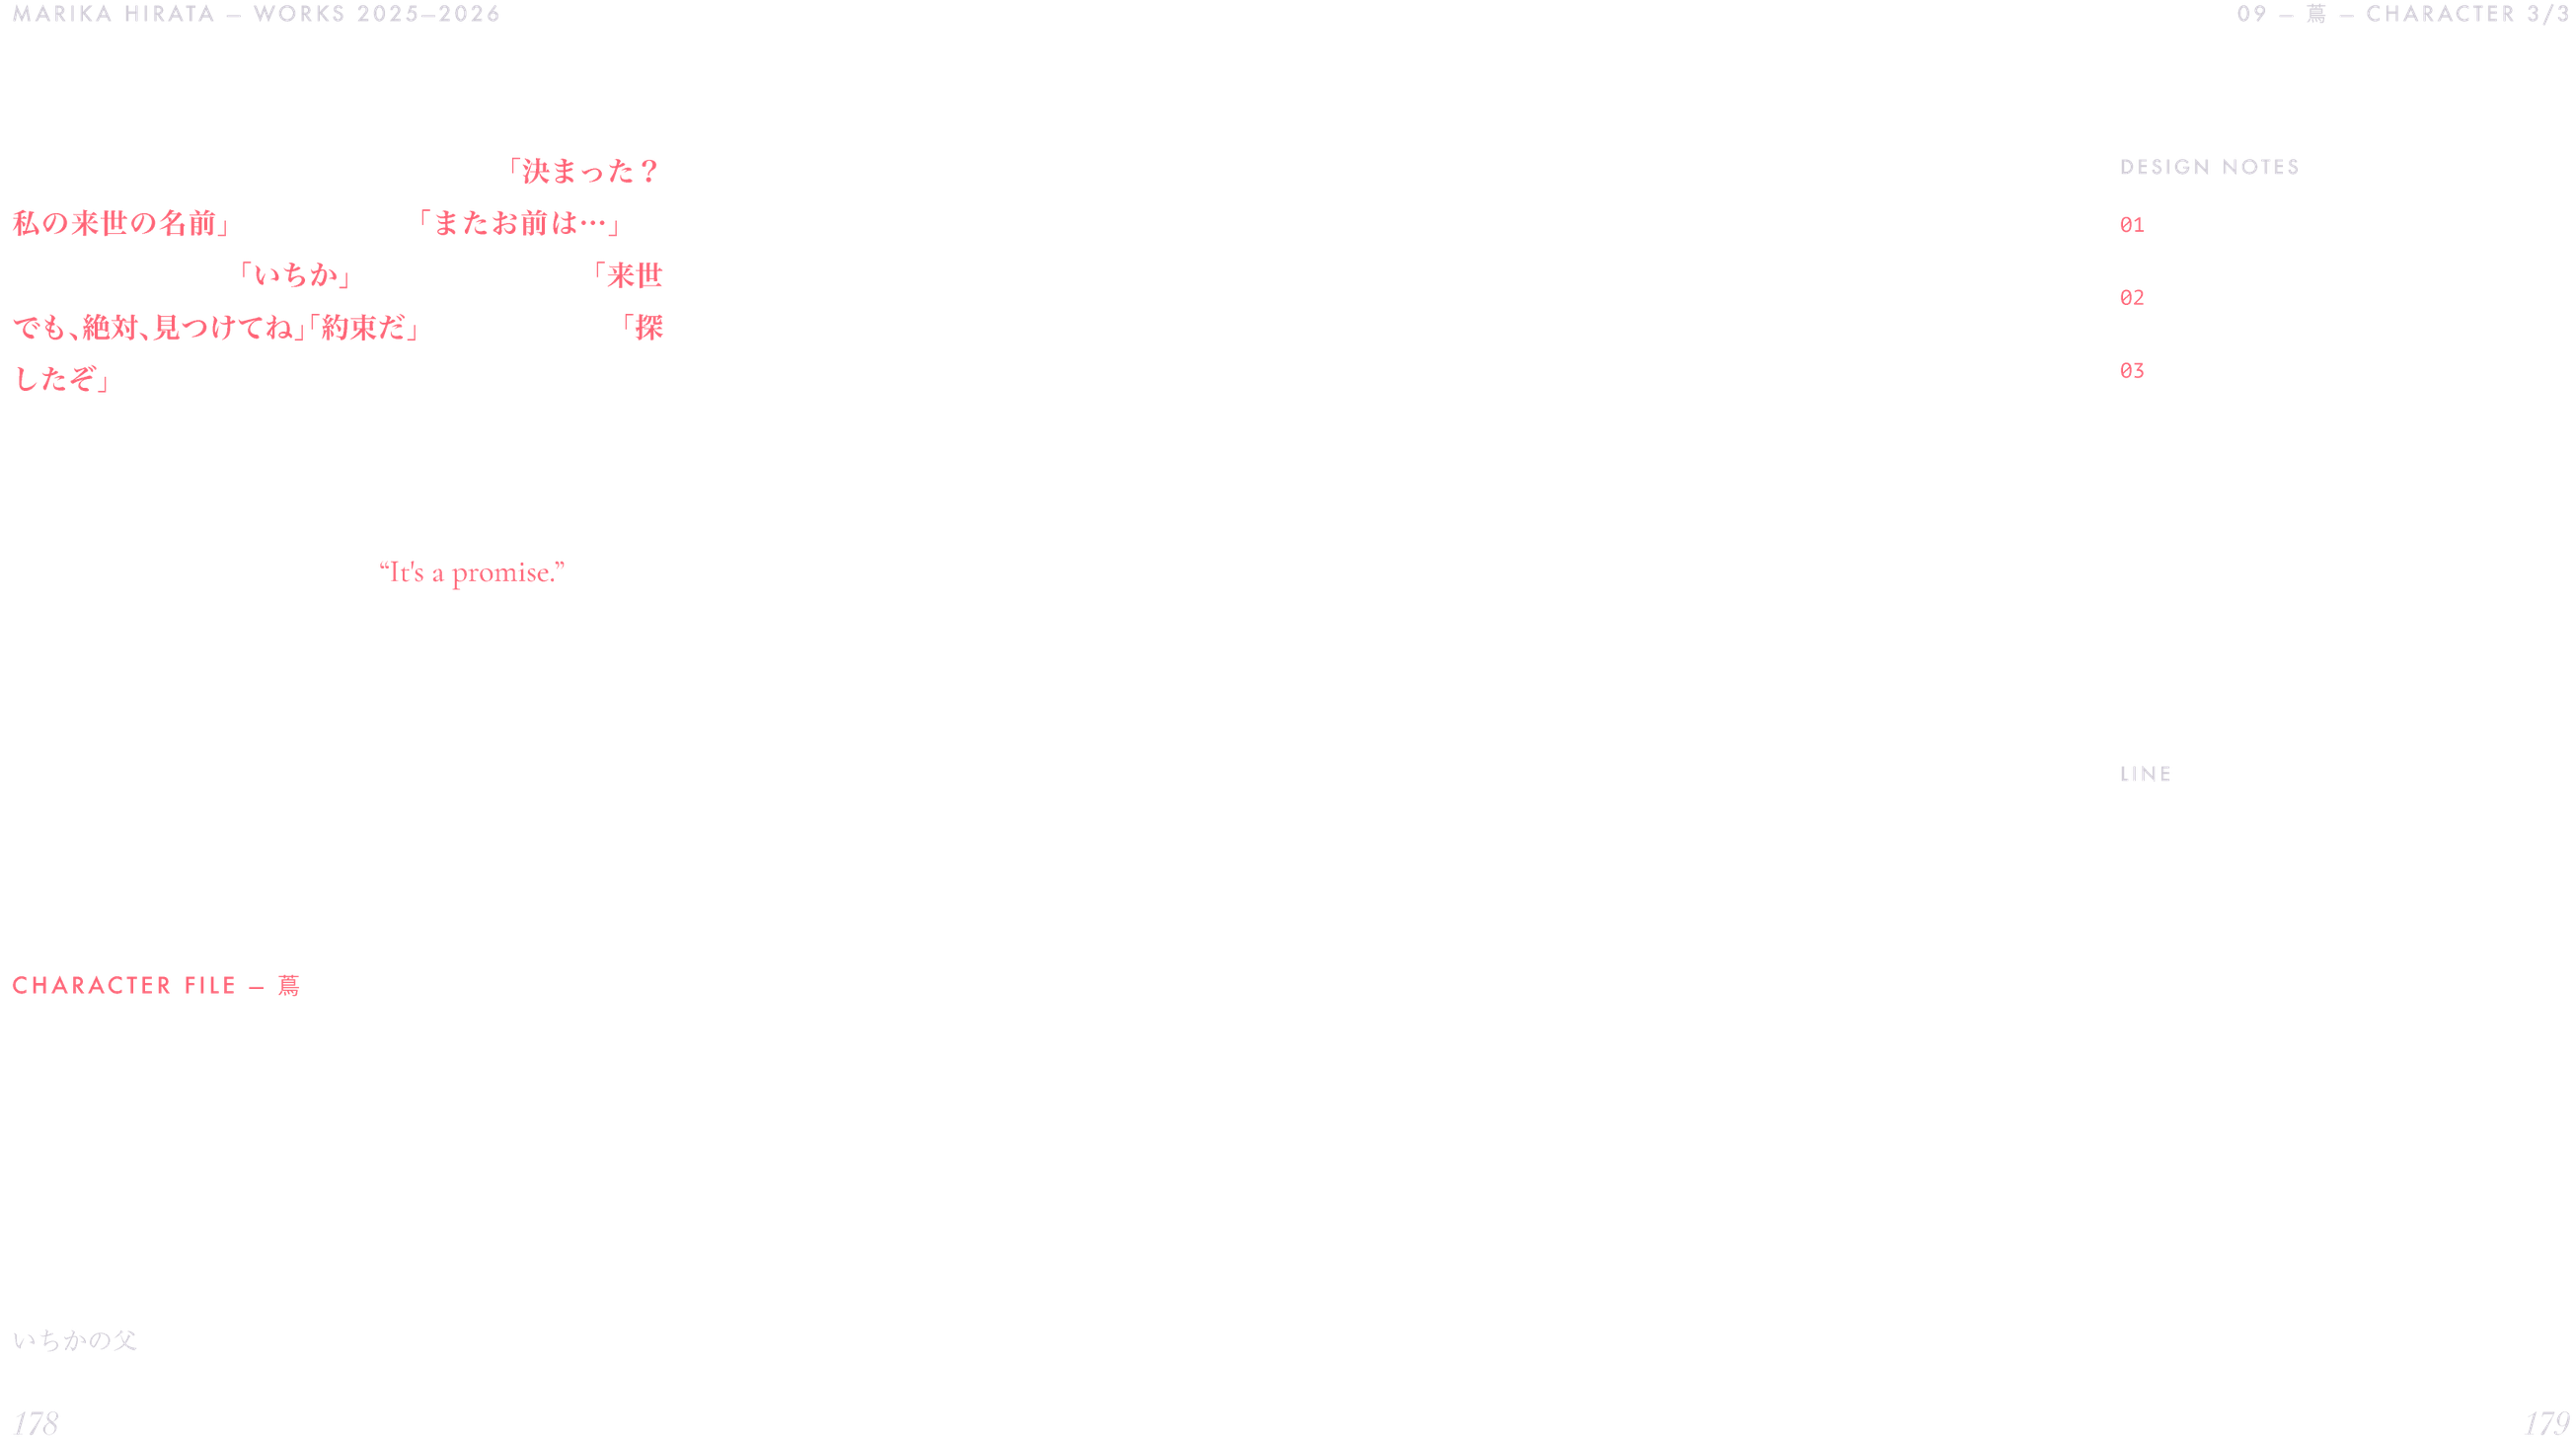 MARIKA HIRATA — WORKS 2025—2026
09 — 蔦 — CHARACTER 3/3
「決まった？
私の来世の名前」 「またお前は…」
「いちか」 「来世
でも、絶対、見つけてね」「約束だ」 「探
したぞ」
“It's a promise.”
CHARACTER FILE — 蔦
いちかの父
178
DESIGN NOTES
01
02
03
LINE
179